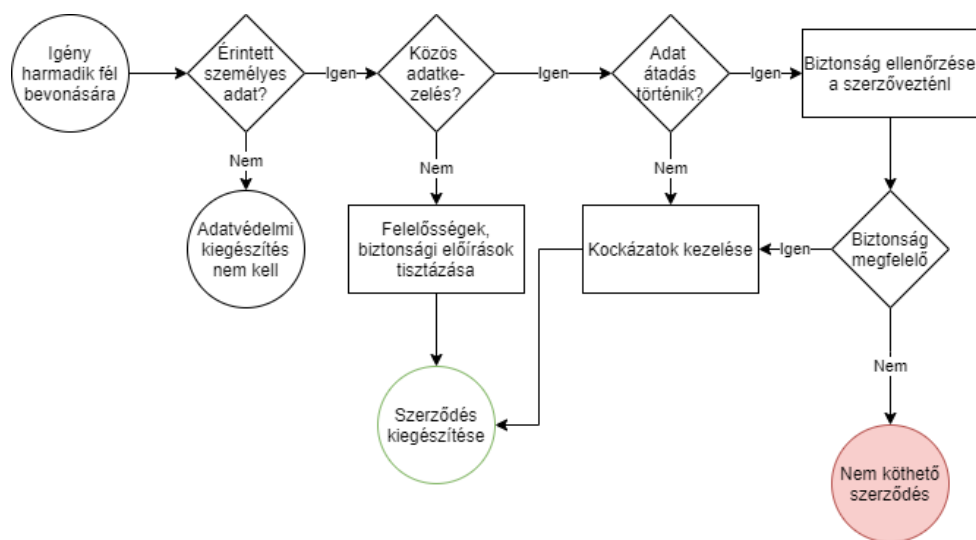 Igény
harmadik fél
bevonására
Érintett
személyes
adat?
Igen
Közös
adatke-
zelés?
Igen
Adat
átadás
történik?
Igen
Biztonság ellenőrzése
a szerzővezténl
Nem
Nem
Nem
Adatvédelmi
kiegészítés
nem kell
Felelősségek,
biztonsági előírások
tisztázása
Kockázatok kezelése
Igen
Biztonság
megfelelő
Nem
Szerződés
kiegészítése
Nem köthető
szerződés